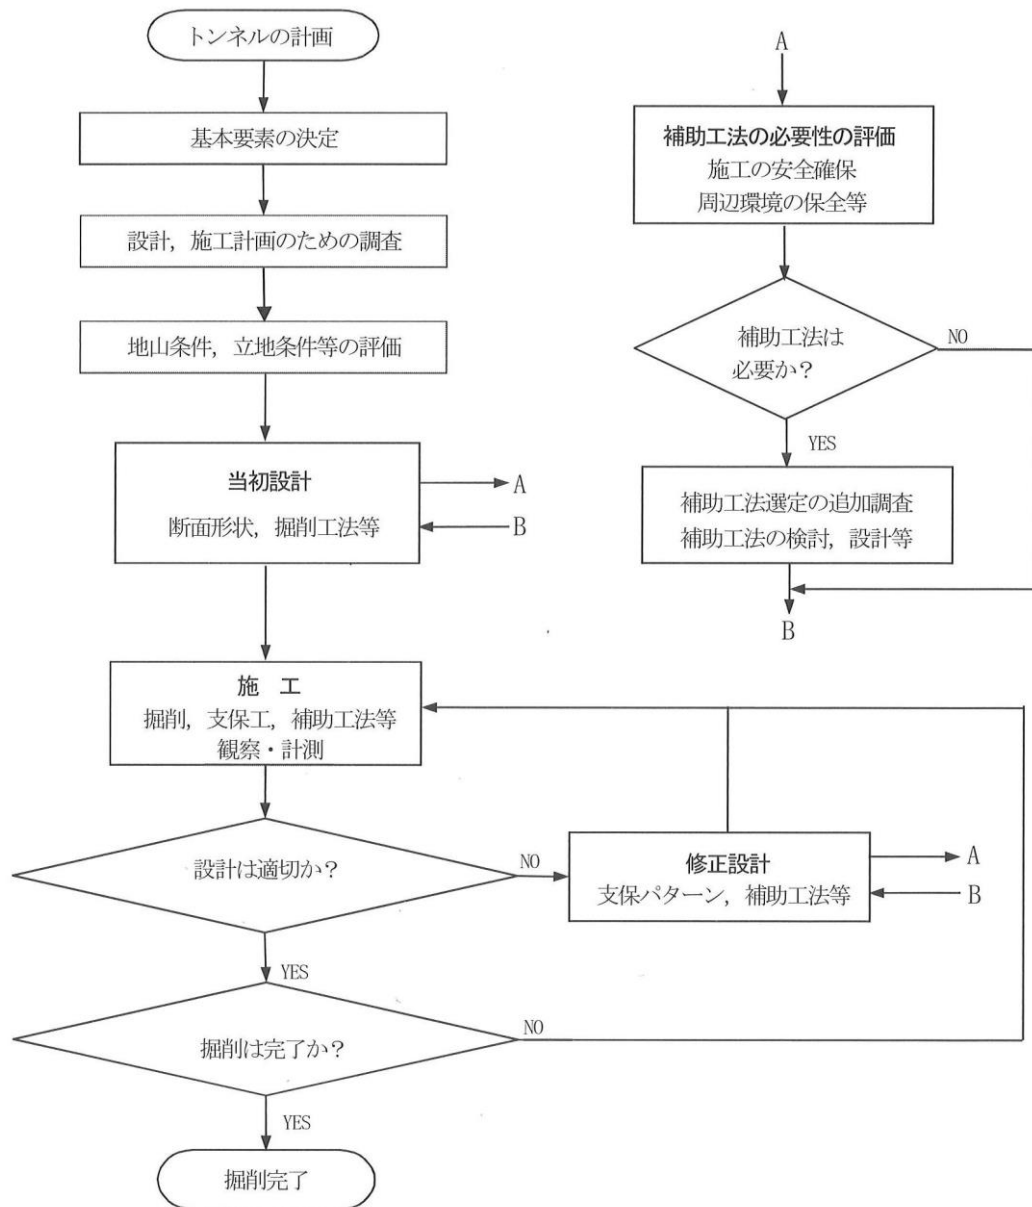 トンネルの計画
基本要素の決定
設計，施工計画のための調査
地山条件，立地条件等の評価
当初設計
断面形状，掘削工法等
A
B
施　工
掘削，支保工，補助工法等
観察・計測
設計は適切か？
NO
修正設計
支保パターン，補助工法等
A
B
YES
掘削は完了か？
NO
YES
掘削完了
A
補助工法の必要性の評価
施工の安全確保
周辺環境の保全等
補助工法は
必要か？
NO
YES
補助工法選定の追加調査
補助工法の検討，設計等
B